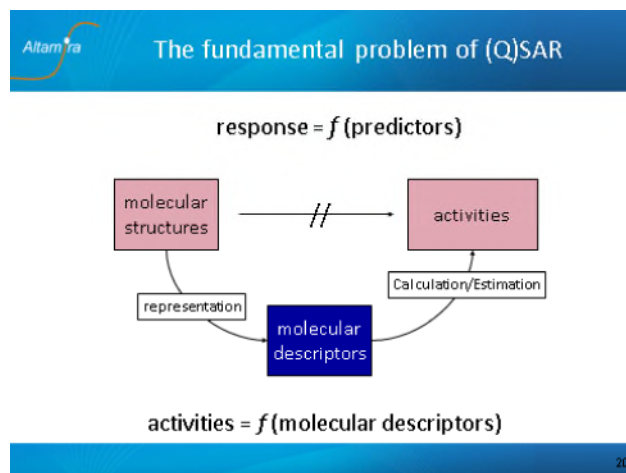 Altamira
The fundamental problem of (Q)SAR
response = f (predictors)
molecular
structures
activities
representation
Calculation/Estimation
molecular
descriptors
activities = f (molecular descriptors)
20